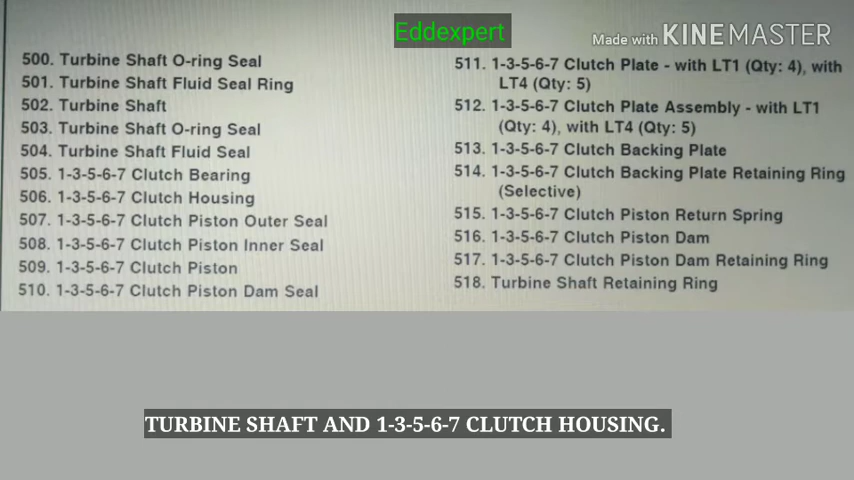 Eddexpert
Made with KINEMASTER
500. Turbine Shaft O-ring Seal
501. Turbine Shaft Fluid Seal Ring
502. Turbine Shaft
503. Turbine Shaft O-ring Seal
504. Turbine Shaft Fluid Seal
505. 1-3-5-6-7 Clutch Bearing
506. 1-3-5-6-7 Clutch Housing
507. 1-3-5-6-7 Clutch Piston Outer Seal
508. 1-3-5-6-7 Clutch Piston Inner Seal
509. 1-3-5-6-7 Clutch Piston
510. 1-3-5-6-7 Clutch Piston Dam Seal
511. 1-3-5-6-7 Clutch Plate - with LT1 (Qty: 4), with
LT4 (Qty: 5)
512. 1-3-5-6-7 Clutch Plate Assembly - with LT1
(Qty: 4), with LT4 (Qty: 5)
513. 1-3-5-6-7 Clutch Backing Plate
514. 1-3-5-6-7 Clutch Backing Plate Retaining Ring
(Selective)
515. 1-3-5-6-7 Clutch Piston Return Spring
516. 1-3-5-6-7 Clutch Piston Dam
517. 1-3-5-6-7 Clutch Piston Dam Retaining Ring
518. Turbine Shaft Retaining Ring
TURBINE SHAFT AND 1-3-5-6-7 CLUTCH HOUSING.